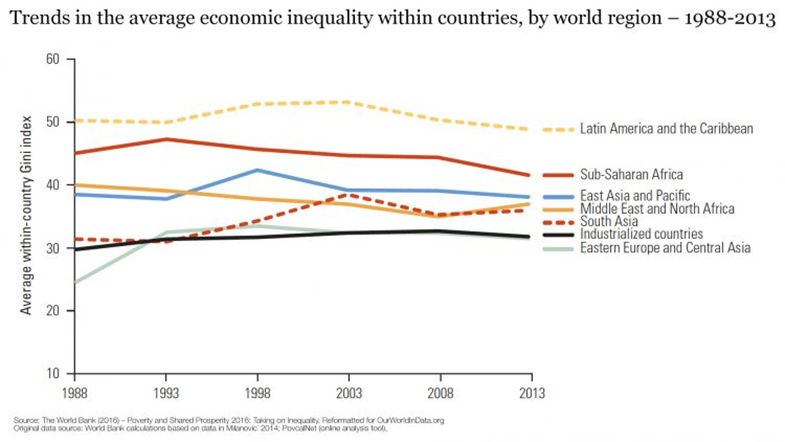 Trends in the average economic inequality within countries, by world region – 1988-2013
Average within-country Gini index
60
50
40
30
20
10
1988
1993
1998
2003
2008
2013
Latin America and the Caribbean
Sub-Saharan Africa
East Asia and Pacific
Middle East and North Africa
South Asia
Industrialized countries
Eastern Europe and Central Asia
Source: The World Bank (2016) – Poverty and Shared Prosperity 2016: Taking on Inequality. Reformatted for OurWorldInData.org
Original data source: World Bank calculations based on data in Milanovic´ 2014; PovcalNet (online analysis tool),